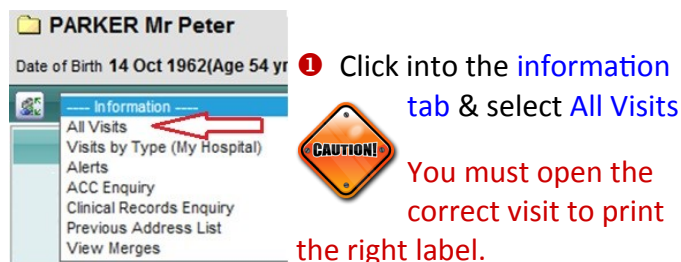 PARKER Mr Peter
Date of Birth 14 Oct 1962(Age 54 yr
---- Information ----
All Visits
Visits by Type (My Hospital)
Alerts
ACC Enquiry
Clinical Records Enquiry
Previous Address List
View Merges
❶ Click into the information
tab & select All Visits
CAUTION!
You must open the
correct visit to print
the right label.